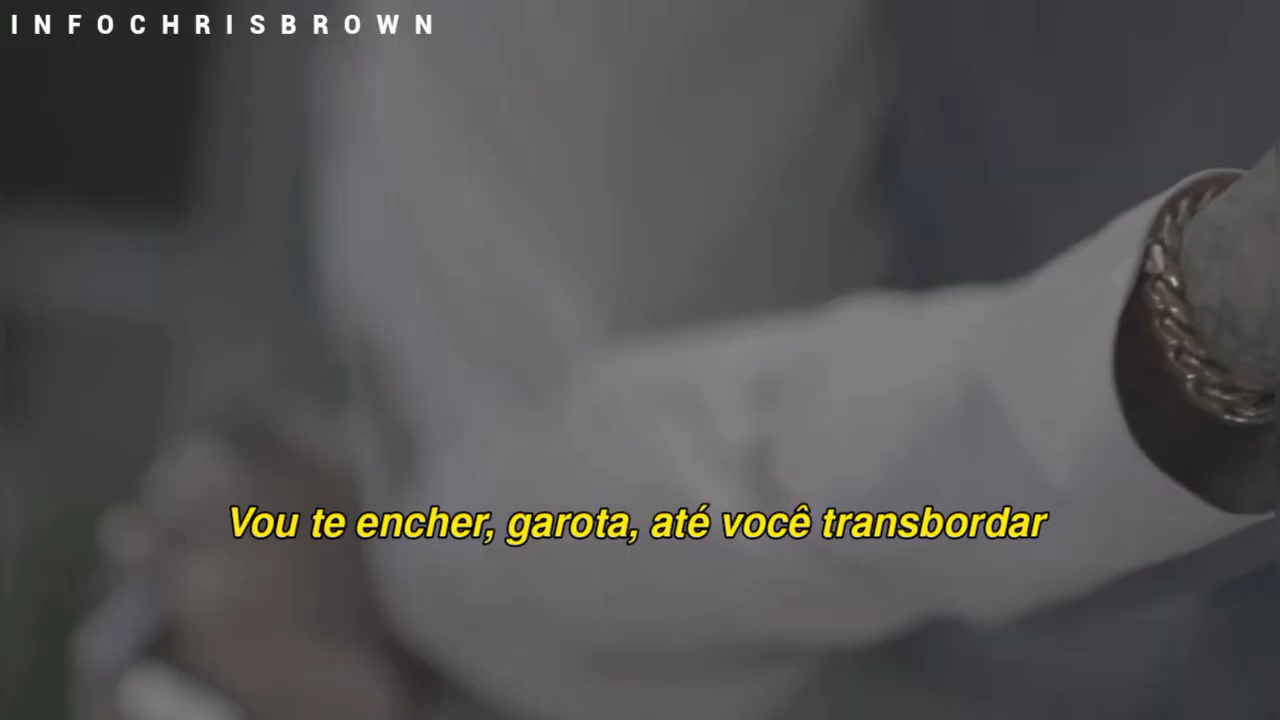 INFOCHRISBROWN
Vou te encher, garota, até você transbordar